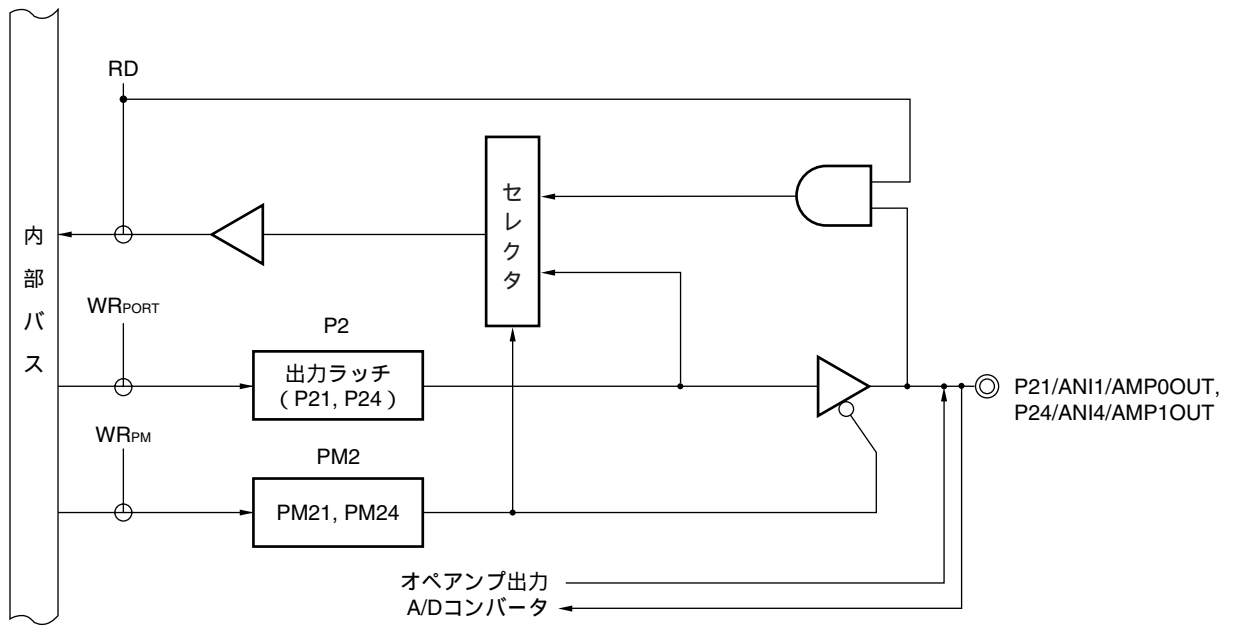 RD
セレクタ
内部バス
WRPORT
P2
出力ラッチ
( P21, P24 )
P21/ANI1/AMP0OUT,
P24/ANI4/AMP1OUT
WRPM
PM2
PM21, PM24
オペアンプ出力
A/Dコンバータ